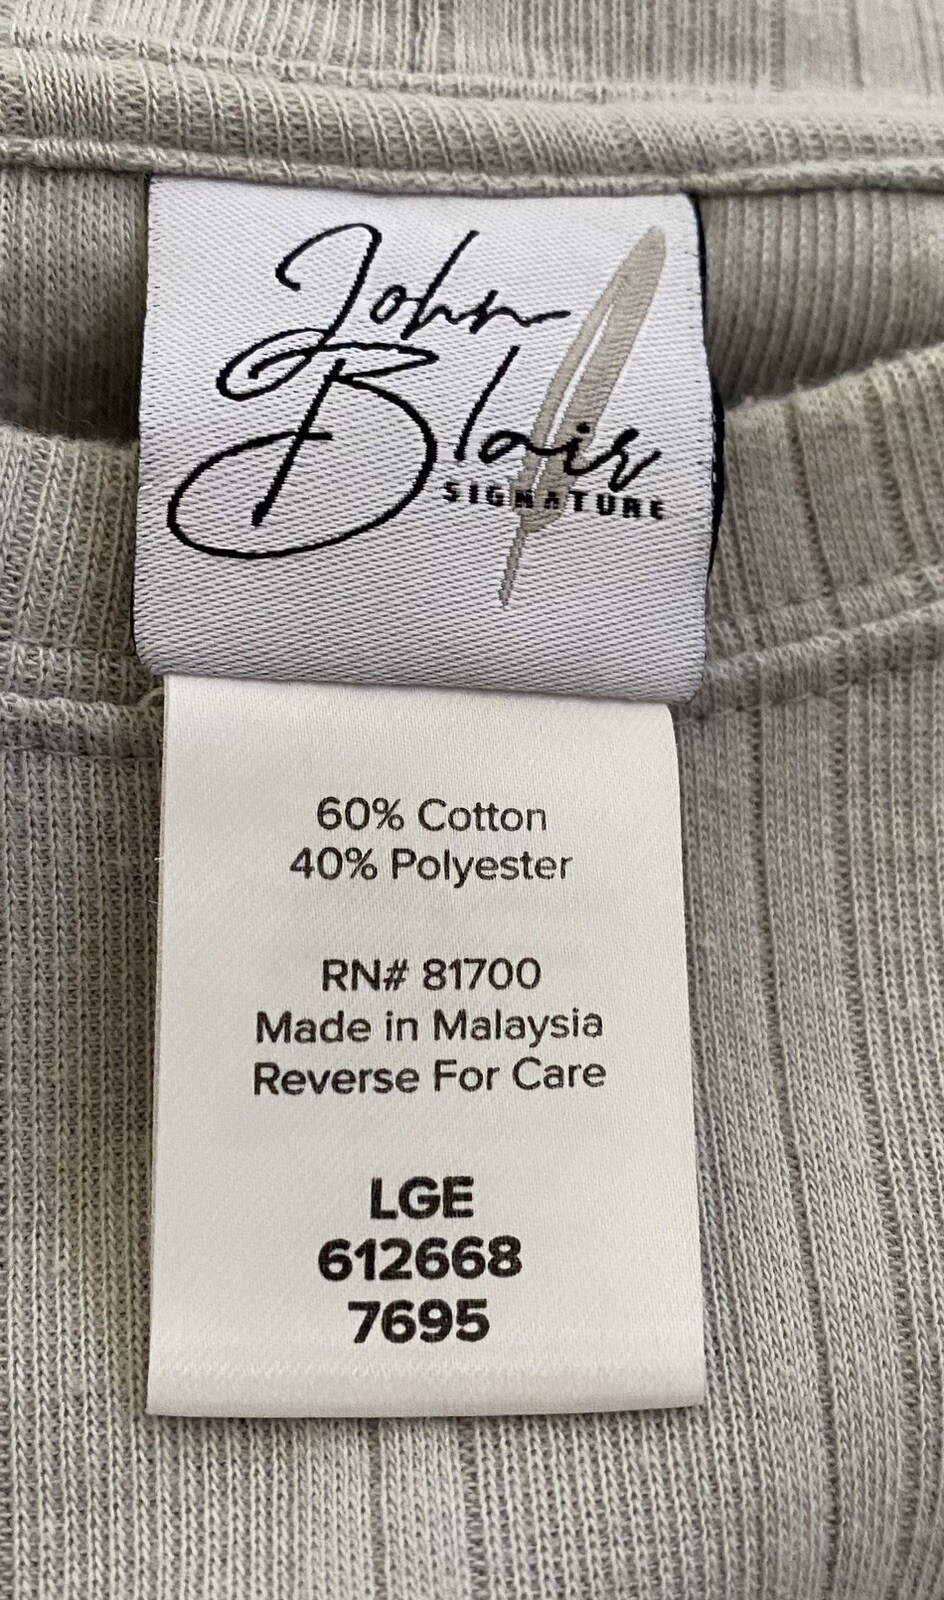 John
Blair
SIGNATURE
60% Cotton
40% Polyester
RN# 81700
Made in Malaysia
Reverse For Care
LGE
612668
7695